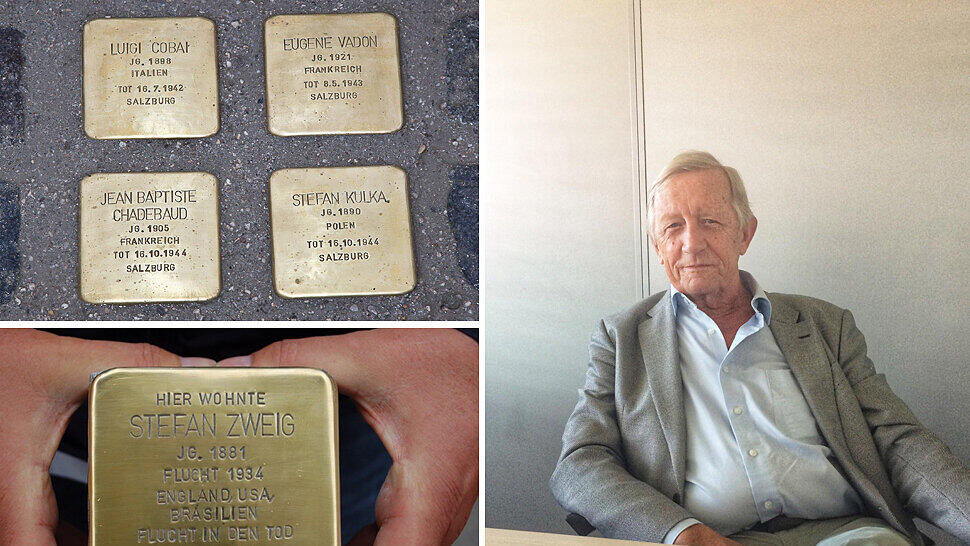 LUIGI COBAI
JG. 1898
ITALIEN
TOT 16.7.1942
SALZBURG
EUGENE VADON
JG. 1921
FRANKREICH
TOT 8.5.1943
SALZBURG
JEAN BAPTISTE
CHADEBAUD
JG. 1905
FRANKREICH
TOT 16.10.1944
SALZBURG
STEFAN KULKA
JG. 1890
POLEN
TOT 16.10.1944
SALZBURG
HIER WOHNTE
STEFAN ZWEIG
JG. 1881
FLUCHT 1934
ENGLAND, USA,
BRASILIEN
FLUCHT IN DEN TOD